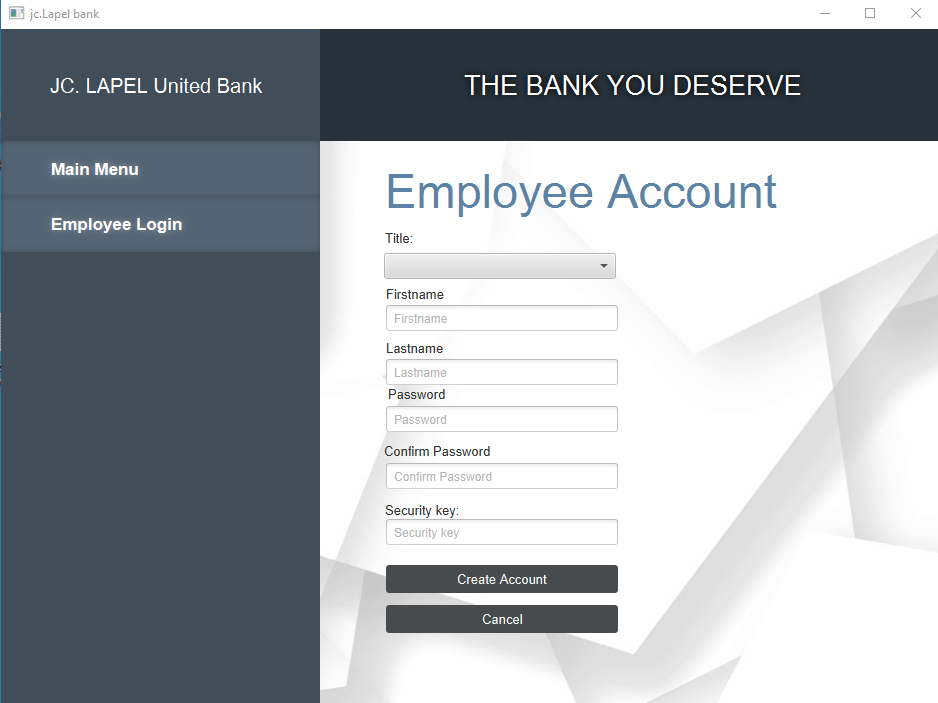 jc.Lapel bank
JC. LAPEL United Bank
THE BANK YOU DESERVE
Main Menu
Employee Login
Employee Account
Title:
Firstname
Firstname
Lastname
Lastname
Password
Password
Confirm Password
Confirm Password
Security key:
Security key
Create Account
Cancel